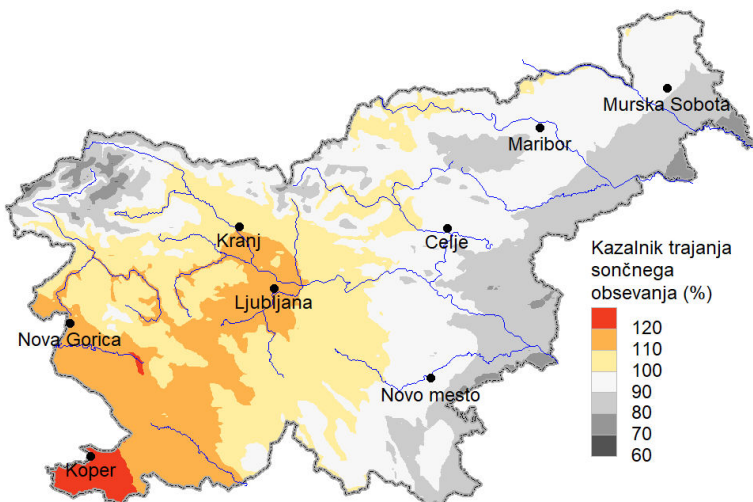 Murska Sobota
Maribor
Kranj
Celje
Ljubljana
Nova Gorica
Novo mesto
Koper
Kazalnik trajanja
sončnega
obsevanja (%)
120
110
100
90
80
70
60